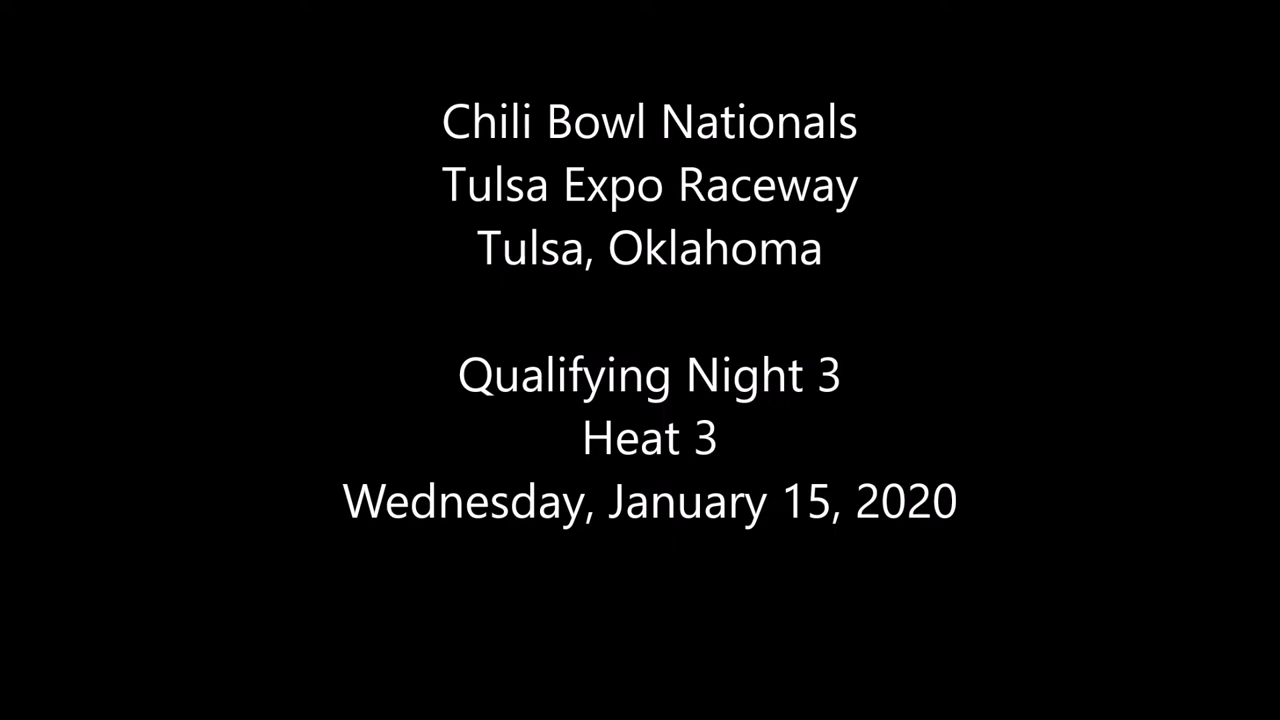 Chili Bowl Nationals
Tulsa Expo Raceway
Tulsa, Oklahoma
Qualifying Night 3
Heat 3
Wednesday, January 15, 2020